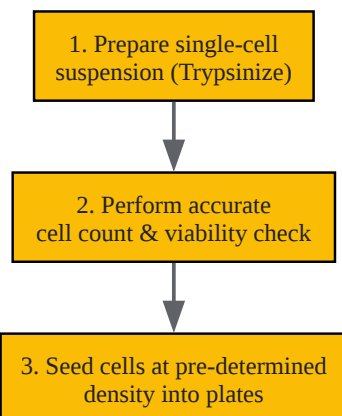 1. Prepare single-cell
suspension (Trypsinize)
2. Perform accurate
cell count & viability check
3. Seed cells at pre-determined
density into plates